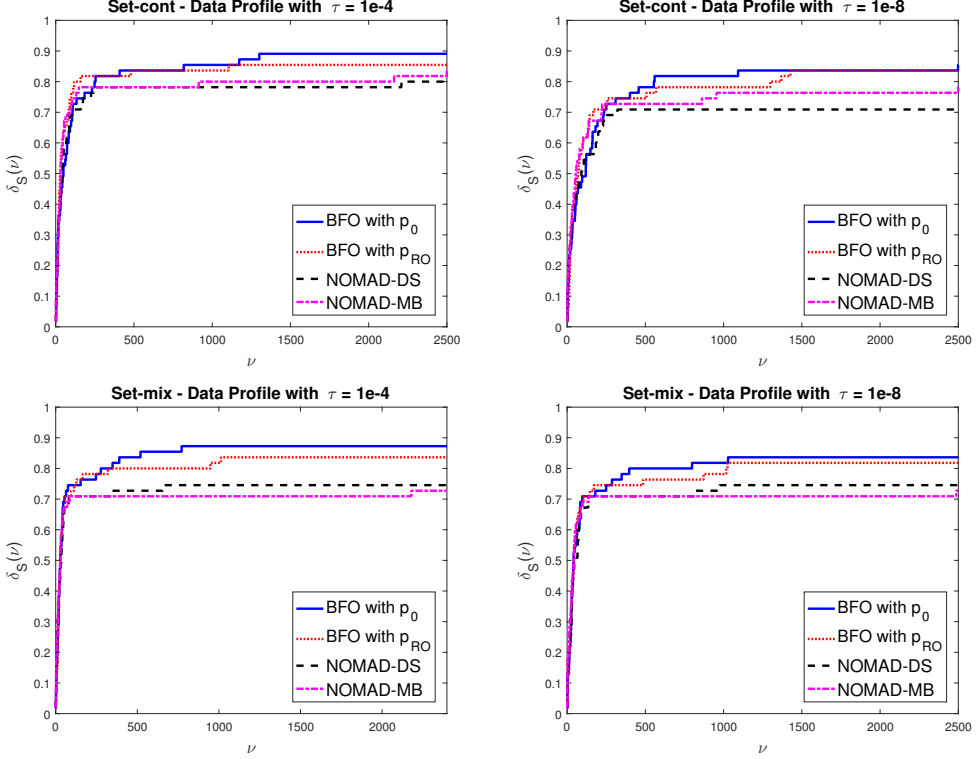 Set-cont - Data Profile with τ = 1e-4
1
0.9
0.8
0.7
0.6
0.5
0.4
0.3
0.2
0.1
0
δS(ν)
BFO with p0
BFO with pRO
NOMAD-DS
NOMAD-MB
0 500 1000 1500 2000 2500
ν
Set-cont - Data Profile with τ = 1e-8
1
0.9
0.8
0.7
0.6
0.5
0.4
0.3
0.2
0.1
0
δS(ν)
BFO with p0
BFO with pRO
NOMAD-DS
NOMAD-MB
0 500 1000 1500 2000 2500
ν
Set-mix - Data Profile with τ = 1e-4
1
0.9
0.8
0.7
0.6
0.5
0.4
0.3
0.2
0.1
0
δS(ν)
BFO with p0
BFO with pRO
NOMAD-DS
NOMAD-MB
0 500 1000 1500 2000
ν
Set-mix - Data Profile with τ = 1e-8
1
0.9
0.8
0.7
0.6
0.5
0.4
0.3
0.2
0.1
0
δS(ν)
BFO with p0
BFO with pRO
NOMAD-DS
NOMAD-MB
0 500 1000 1500 2000 2500
ν